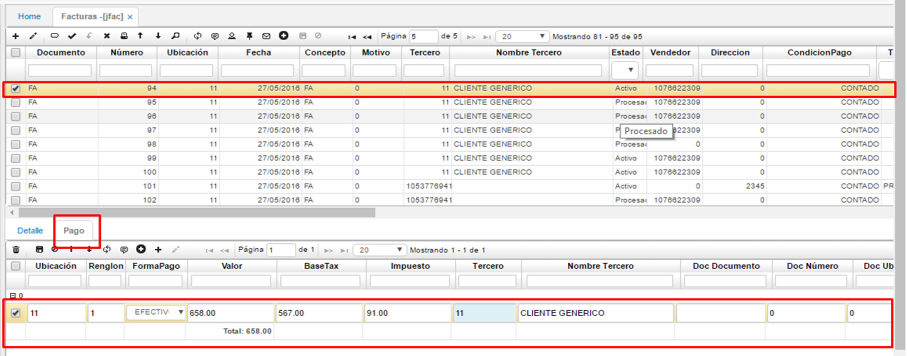 Home Facturas -[jfac] ×
Página 5 de 5 20 Mostrando 81 - 95 de 95
Documento Número Ubicación Fecha Concepto Motivo Tercero Nombre Tercero Estado Vendedor Direccion CondicionPago T
FA 94 11 27/05/2016 FA 0 11 CLIENTE GENERICO Activo 1076622309 0 CONTADO
FA 95 11 27/05/2016 FA 0 11 CLIENTE GENERICO Procesa 1076622309 0 CONTADO
FA 96 11 27/05/2016 FA 0 11 CLIENTE GENERICO Procesa 1076622309 0 CONTADO
FA 97 11 27/05/2016 FA 0 11 CLIENTE GENERICO P Procesado 22309 0 CONTADO
FA 98 11 27/05/2016 FA 0 11 CLIENTE GENERICO Procesa 0 0 CONTADO
FA 99 11 27/05/2016 FA 0 11 CLIENTE GENERICO Activo 1076622309 0 CONTADO
FA 100 11 27/05/2016 FA 0 11 CLIENTE GENERICO Activo 1076622309 0 CONTADO
FA 101 11 27/05/2016 FA 0 1053776941 Activo 0 2345 CONTADO PR
FA 102 11 27/05/2016 FA 0 1053776941 Procesa 1076622309 0 CONTADO
Detalle Pago
Página 1 de 1 20 Mostrando 1 - 1 de 1
Ubicación Renglon FormaPago Valor BaseTax Impuesto Tercero Nombre Tercero Doc Documento Doc Número Doc Ub
0
11 1 EFECTIV 658.00 567.00 91.00 11 CLIENTE GENERICO 0 0
Total: 658.00